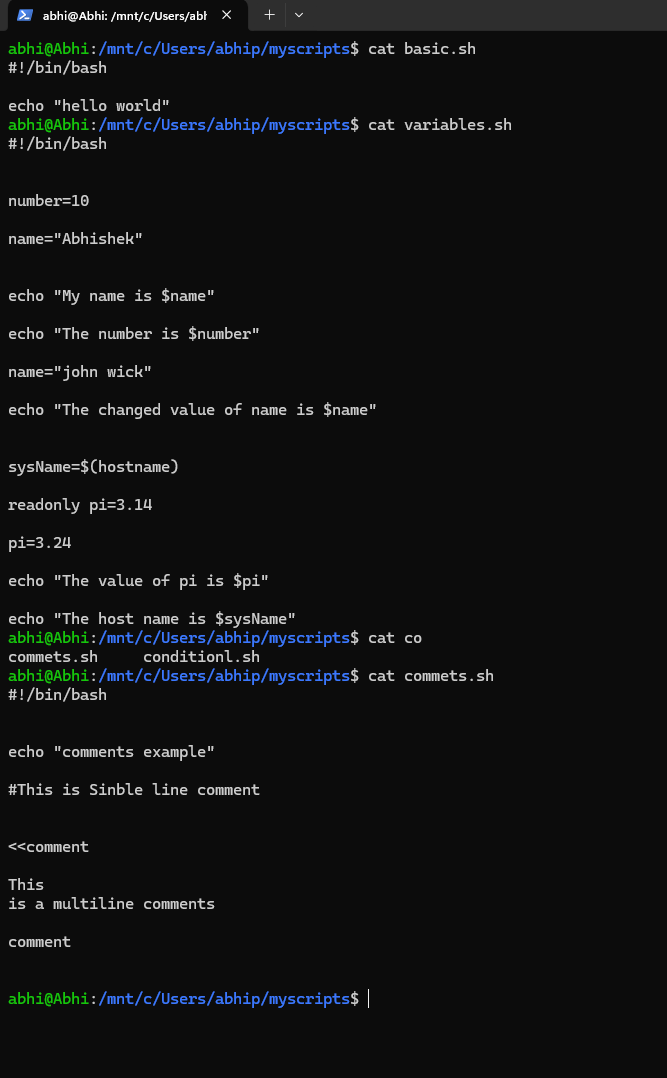 abhi@Abhi: /mnt/c/Users/abh
abhi@Abhi:/mnt/c/Users/abhip/myscripts$ cat basic.sh
#!/bin/bash
echo "hello world"
abhi@Abhi:/mnt/c/Users/abhip/myscripts$ cat variables.sh
#!/bin/bash
number=10
name="Abhishek"
echo "My name is $name"
echo "The number is $number"
name="john wick"
echo "The changed value of name is $name"
sysName=$(hostname)
readonly pi=3.14
pi=3.24
echo "The value of pi is $pi"
echo "The host name is $sysName"
abhi@Abhi:/mnt/c/Users/abhip/myscripts$ cat co
commets.sh     conditionl.sh
abhi@Abhi:/mnt/c/Users/abhip/myscripts$ cat commets.sh
#!/bin/bash
echo "comments example"
#This is Sinble line comment
<<comment
This
is a multiline comments
comment
abhi@Abhi:/mnt/c/Users/abhip/myscripts$